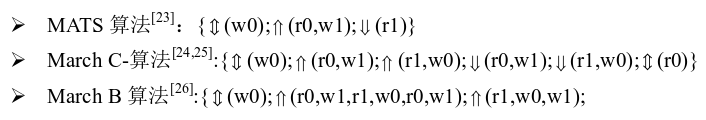 ➢ MATS 算法[23]：{⇕(w0);⇑(r0,w1);⇓(r1)}
➢ March C-算法[24,25]:{⇕(w0);⇑(r0,w1);⇑(r1,w0);⇓(r0,w1);⇓(r1,w0);⇕(r0)}
➢ March B 算法[26]:{⇕(w0);⇑(r0,w1,r1,w0,r0,w1);⇑(r1,w0,w1);